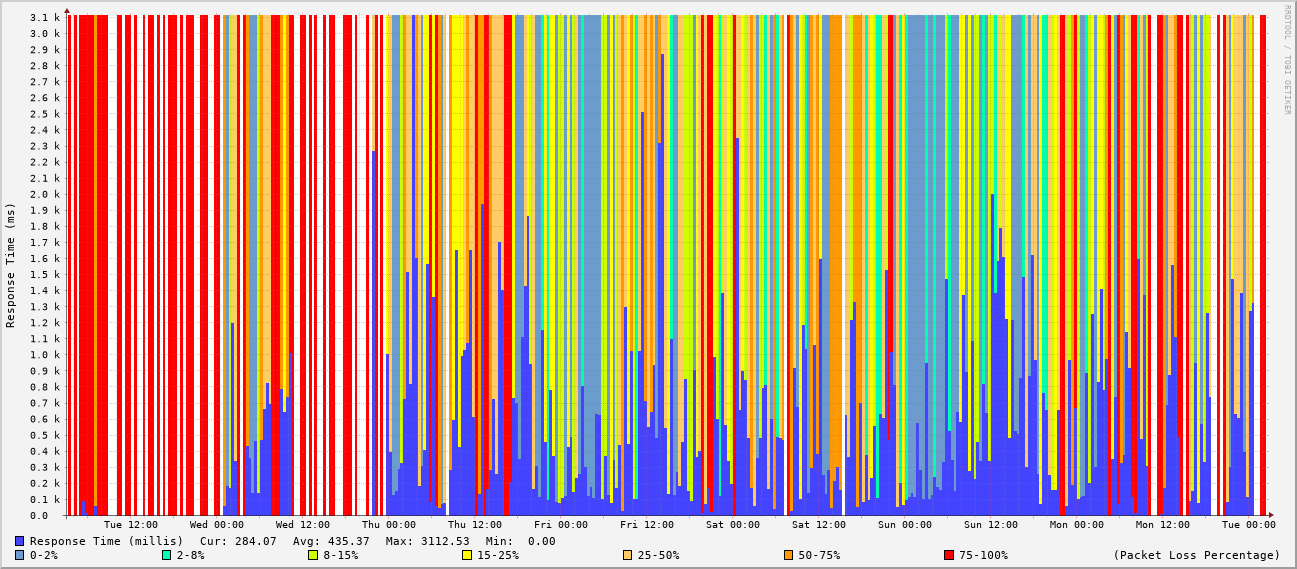 RRDTOOL / TOBI OETIKER
Response Time (ms)
3.1 k
3.0 k
2.9 k
2.8 k
2.7 k
2.6 k
2.5 k
2.4 k
2.3 k
2.2 k
2.1 k
2.0 k
1.9 k
1.8 k
1.7 k
1.6 k
1.5 k
1.4 k
1.3 k
1.2 k
1.1 k
1.0 k
0.9 k
0.8 k
0.7 k
0.6 k
0.5 k
0.4 k
0.3 k
0.2 k
0.1 k
0.0
Tue 12:00 Wed 00:00 Wed 12:00 Thu 00:00 Thu 12:00 Fri 00:00 Fri 12:00 Sat 00:00 Sat 12:00 Sun 00:00 Sun 12:00 Mon 00:00 Mon 12:00 Tue 00:00
Response Time (millis) Cur: 284.07 Avg: 435.37 Max: 3112.53 Min: 0.00
0-2% 2-8% 8-15% 15-25% 25-50% 50-75% 75-100% (Packet Loss Percentage)